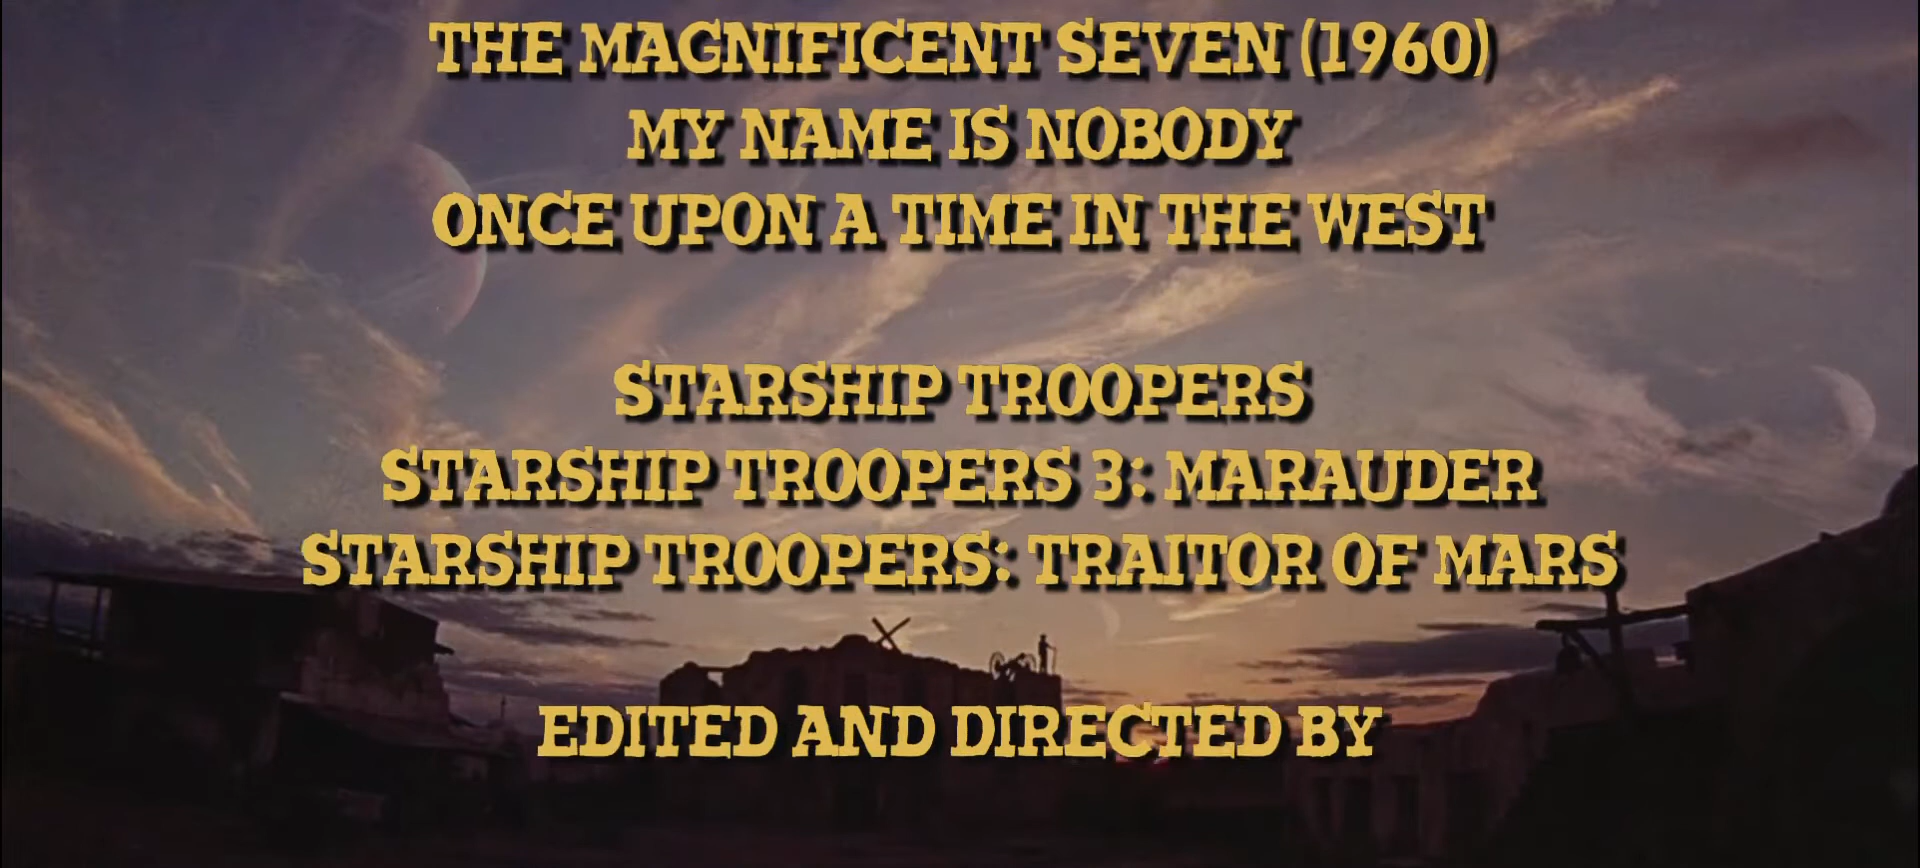 THE MAGNIFICENT SEVEN (1960)
MY NAME IS NOBODY
ONCE UPON A TIME IN THE WEST
STARSHIP TROOPERS
STARSHIP TROOPERS 3: MARAUDER
STARSHIP TROOPERS: TRAITOR OF MARS
EDITED AND DIRECTED BY